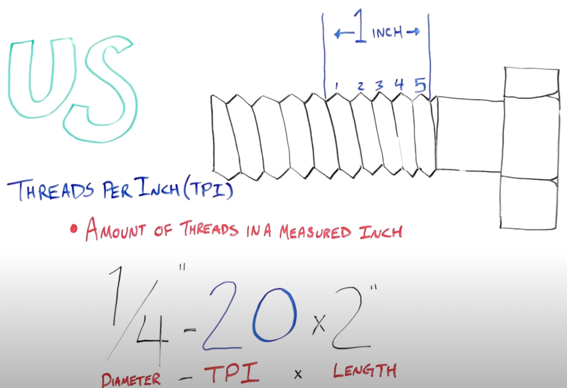 US
1 INCH
1 2 3 4 5
THREADS PER INCH (TPI)
• AMOUNT OF THREADS IN A MEASURED INCH
1/4" - 20 x 2"
DIAMETER - TPI x LENGTH